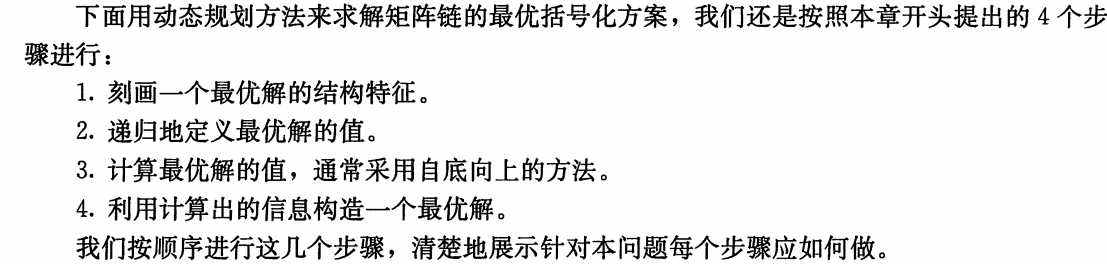 下面用动态规划方法来求解矩阵链的最优括号化方案，我们还是按照本章开头提出的 4 个步
骤进行：
1. 刻画一个最优解的结构特征。
2. 递归地定义最优解的值。
3. 计算最优解的值，通常采用自底向上的方法。
4. 利用计算出的信息构造一个最优解。
我们按顺序进行这几个步骤，清楚地展示针对本问题每个步骤应如何做。